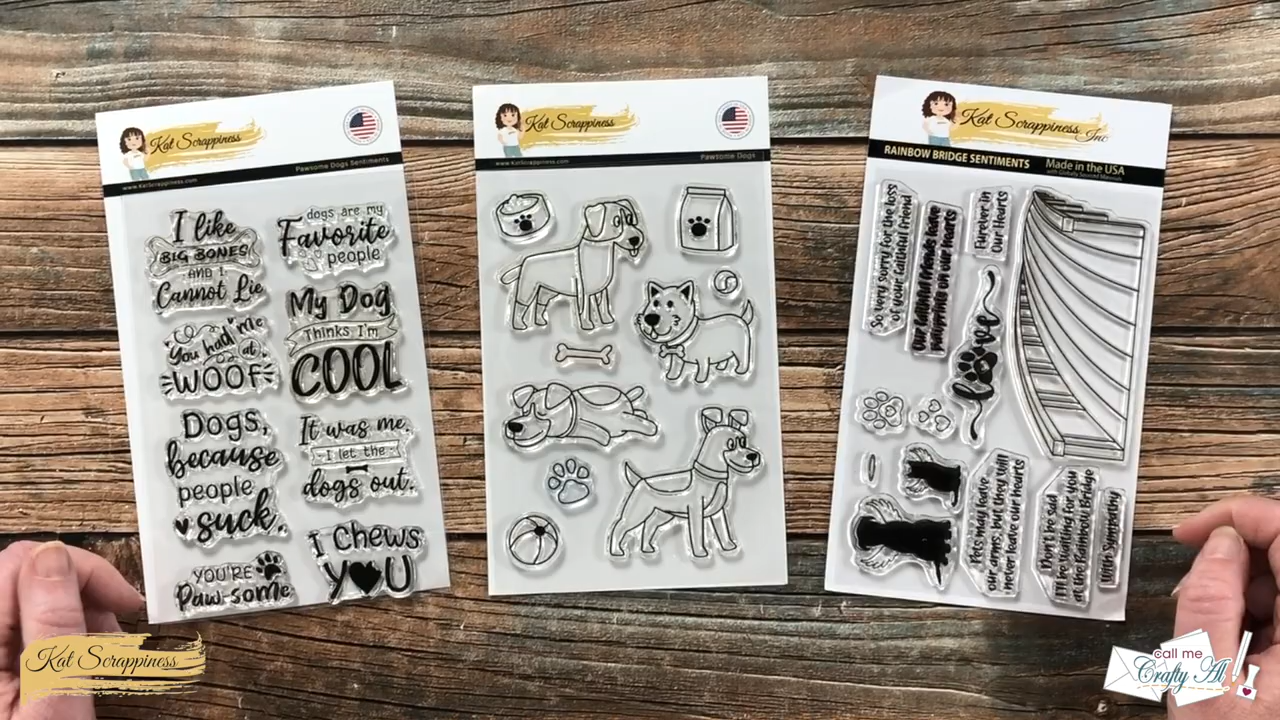 Kat Scrappiness
www.KatScrappiness.com
Pawsome Dogs Sentiments
I like
BIG BONES
AND I
Cannot Lie
dogs are my
Favorite
people
You had me
at
WOOF
My Dog
Thinks I'm
COOL
Dogs,
because
people
suck.
It was me.
I let the
dogs out.
YOU'RE
Paw-some
I Chews
YOU
Kat Scrappiness
www.KatScrappiness.com
Pawsome Dogs
Kat Scrappiness Inc
RAINBOW BRIDGE SENTIMENTS
Made in the USA
with Globally Sourced Materials
So very sorry for the loss
of your faithful friend
Our faithful friends leave
pawprints on our hearts
Furever in
Our Hearts
love
Pets may leave
our arms, but they will
never leave our hearts
Don't be sad
I'll be waiting for you
at the Rainbow Bridge
With Sympathy
Kat Scrappiness
call me
Crafty Al!